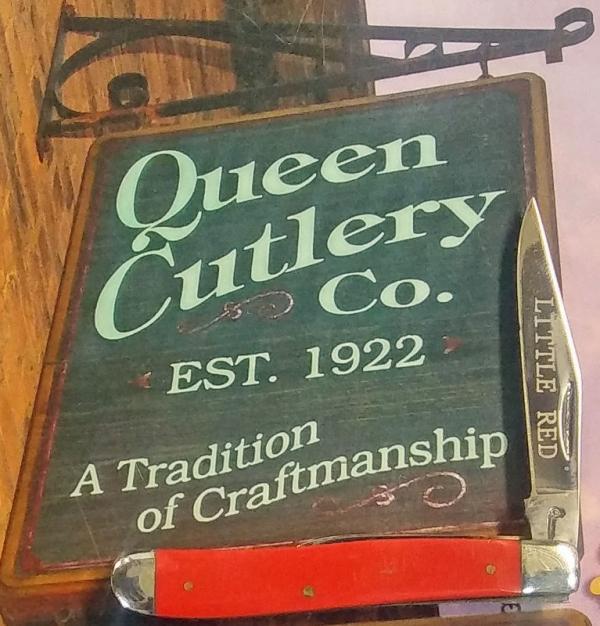 Queen
Cutlery
Co.
EST. 1922
A Tradition
of Craftmanship
LITTLE RED